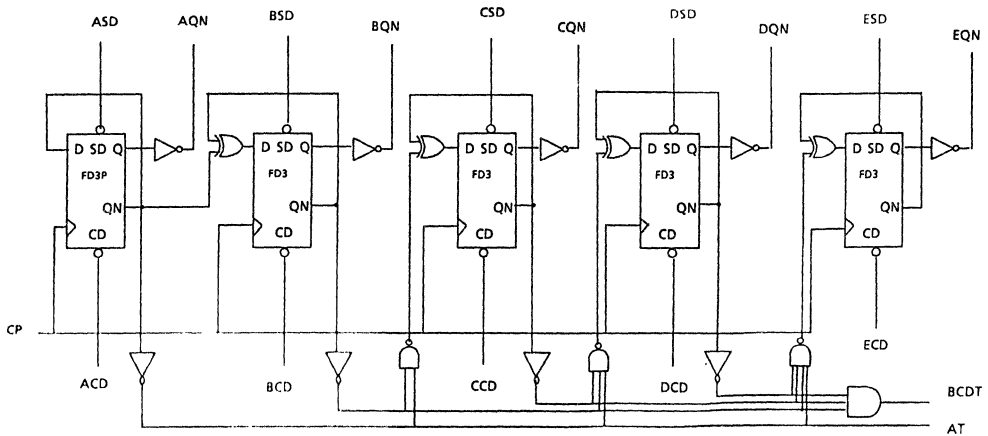 ASD AQN BSD BQN CSD CQN DSD DQN ESD EQN
D SD Q D SD Q D SD Q D SD Q D SD Q
FD3P FD3 FD3 FD3 FD3
QN QN QN QN QN
CD CD CD CD CD
CP
ACD BCD CCD DCD ECD
BCDT
AT